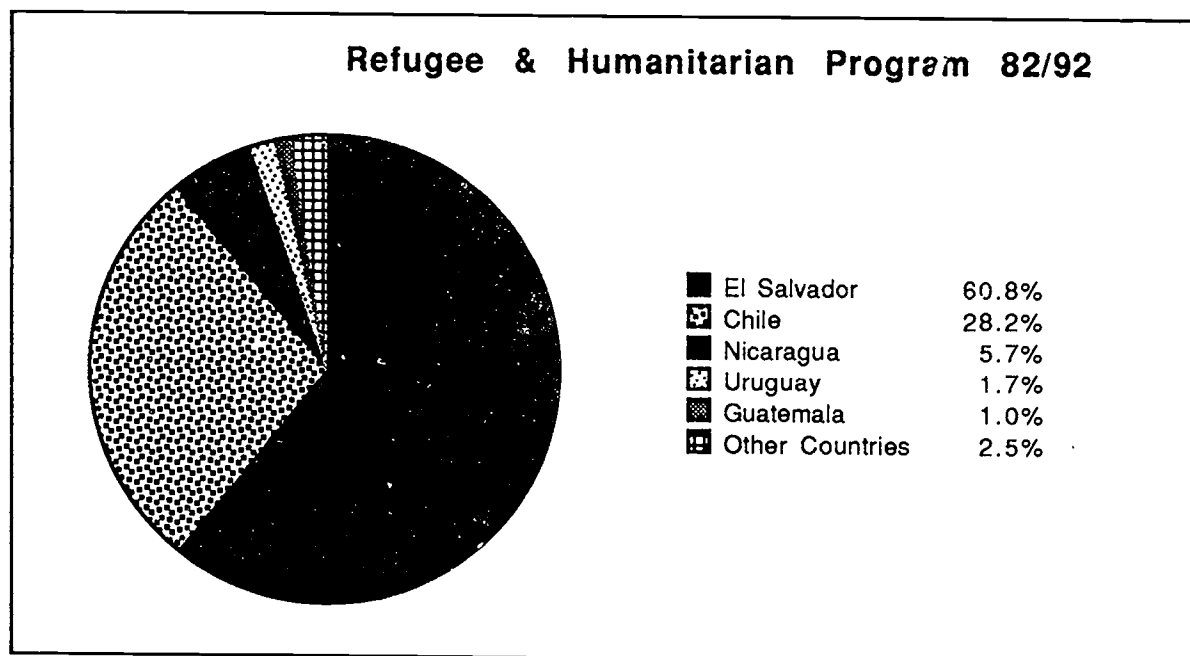 Refugee & Humanitarian Program 82/92
El Salvador 60.8%
Chile 28.2%
Nicaragua 5.7%
Uruguay 1.7%
Guatemala 1.0%
Other Countries 2.5%